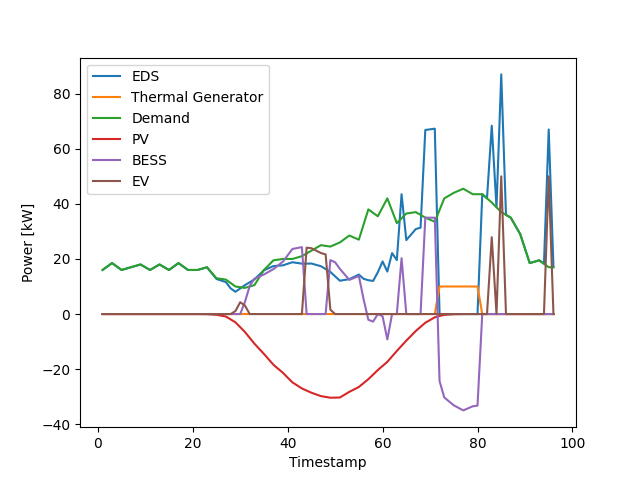 EDS
Thermal Generator
Demand
PV
BESS
EV
Power [kW]
80
60
40
20
0
−20
−40
0 20 40 60 80 100
Timestamp